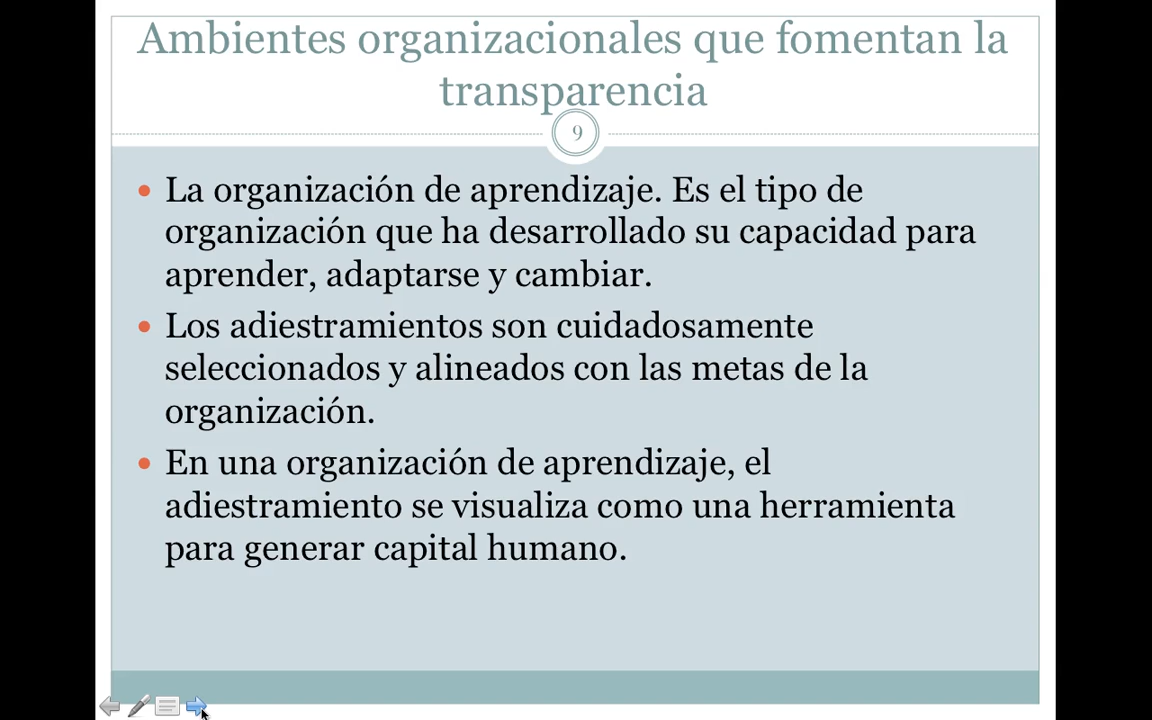 Ambientes organizacionales que fomentan la
transparencia
9
La organización de aprendizaje. Es el tipo de
organización que ha desarrollado su capacidad para
aprender, adaptarse y cambiar.
Los adiestramientos son cuidadosamente
seleccionados y alineados con las metas de la
organización.
En una organización de aprendizaje, el
adiestramiento se visualiza como una herramienta
para generar capital humano.